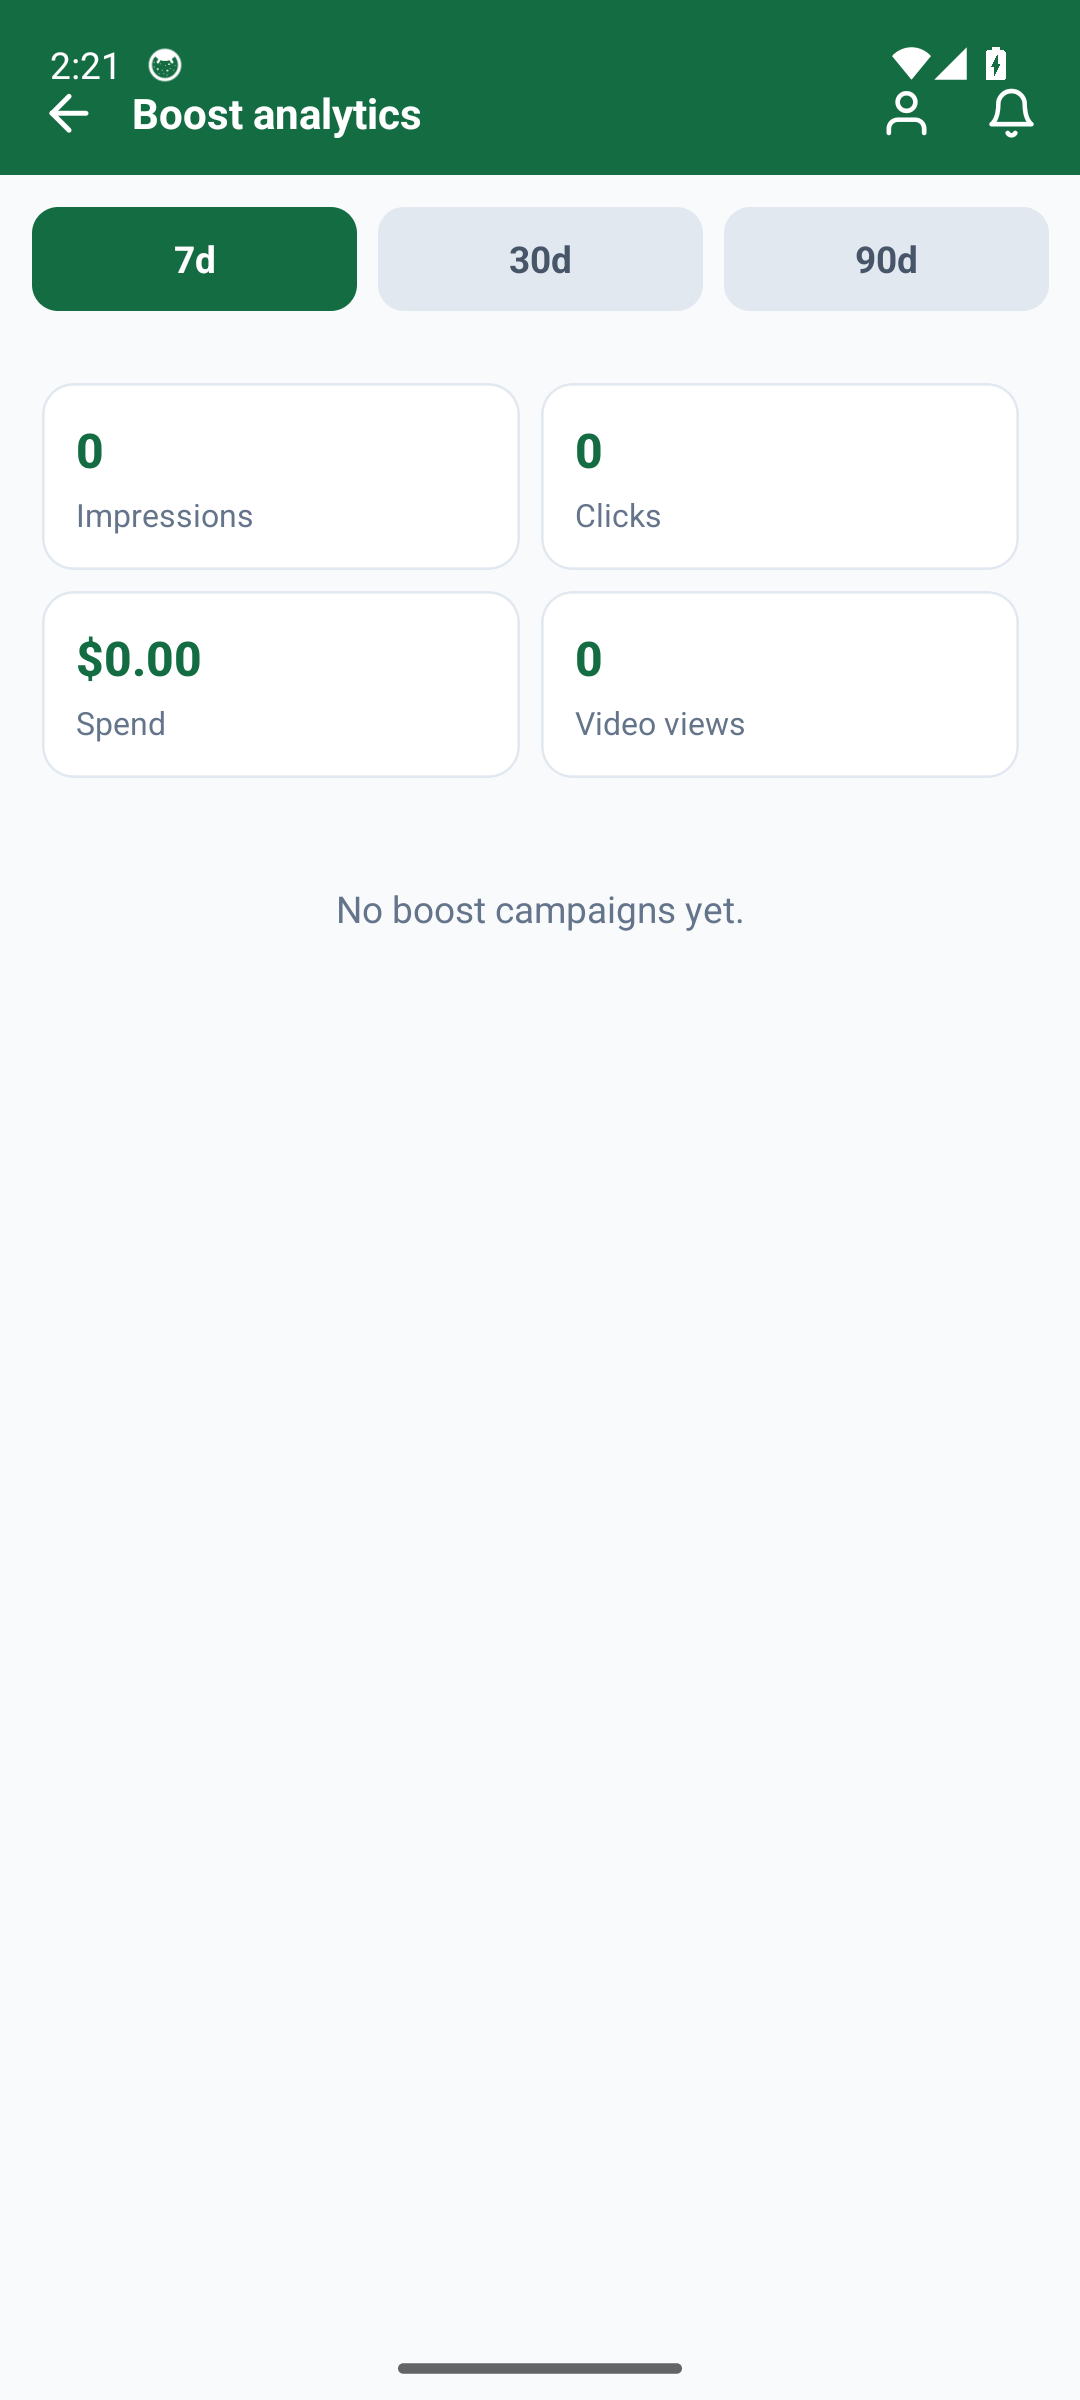 2:21
Boost analytics
7d 30d 90d
0 0
Impressions Clicks
$0.00 0
Spend Video views
No boost campaigns yet.